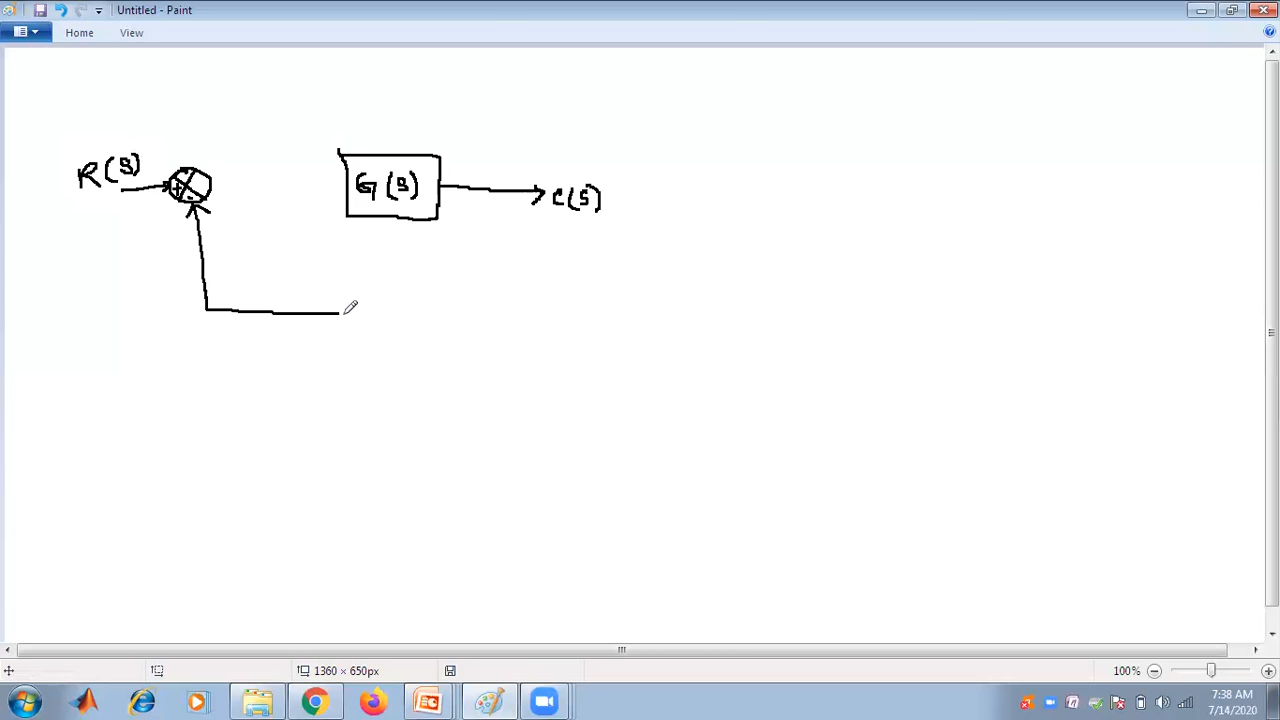 Untitled - Paint
Home View
R(S)
+
-
G(S)
C(S)
1360 × 650px
100%
7:38 AM
7/14/2020